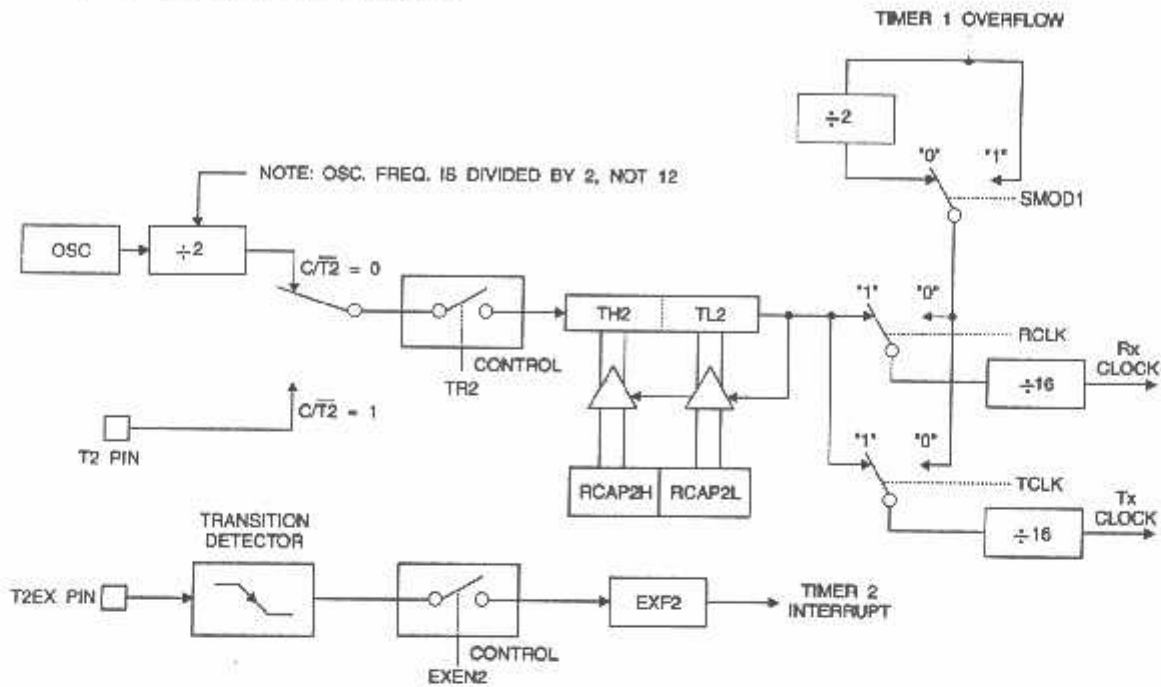 TIMER 1 OVERFLOW
÷2
"0" "1"
NOTE: OSC. FREQ. IS DIVIDED BY 2, NOT 12
SMOD1
OSC
÷2
C/T̅2̅ = 0
"1" "0"
TH2 TL2
RCLK
Rx
CLOCK
CONTROL
TR2
÷16
C/T̅2̅ = 1
T2 PIN
"1" "0"
RCAP2H RCAP2L
TCLK
Tx
CLOCK
÷16
TRANSITION
DETECTOR
T2EX PIN
EXF2
TIMER 2
INTERRUPT
CONTROL
EXEN2